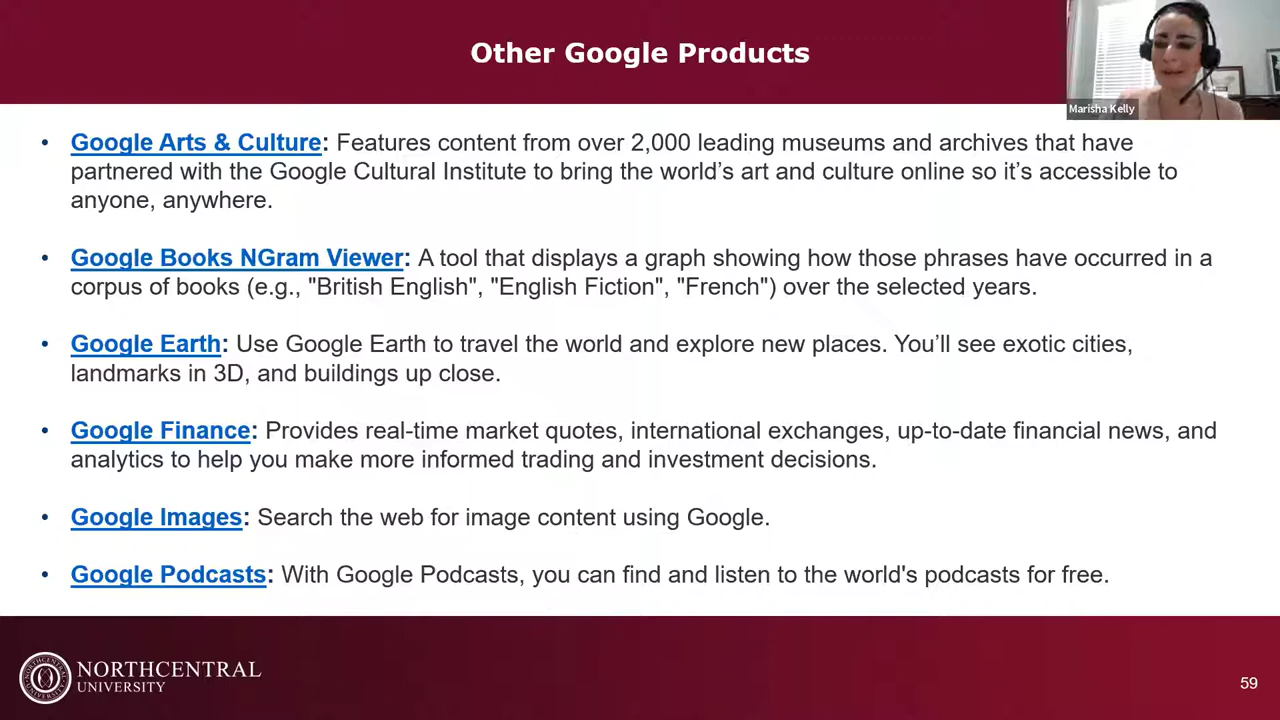 Other Google Products
Marisha Kelly
• Google Arts & Culture: Features content from over 2,000 leading museums and archives that have
partnered with the Google Cultural Institute to bring the world’s art and culture online so it’s accessible to
anyone, anywhere.
• Google Books NGram Viewer: A tool that displays a graph showing how those phrases have occurred in a
corpus of books (e.g., "British English", "English Fiction", "French") over the selected years.
• Google Earth: Use Google Earth to travel the world and explore new places. You’ll see exotic cities,
landmarks in 3D, and buildings up close.
• Google Finance: Provides real-time market quotes, international exchanges, up-to-date financial news, and
analytics to help you make more informed trading and investment decisions.
• Google Images: Search the web for image content using Google.
• Google Podcasts: With Google Podcasts, you can find and listen to the world's podcasts for free.
NORTHCENTRAL
UNIVERSITY
59